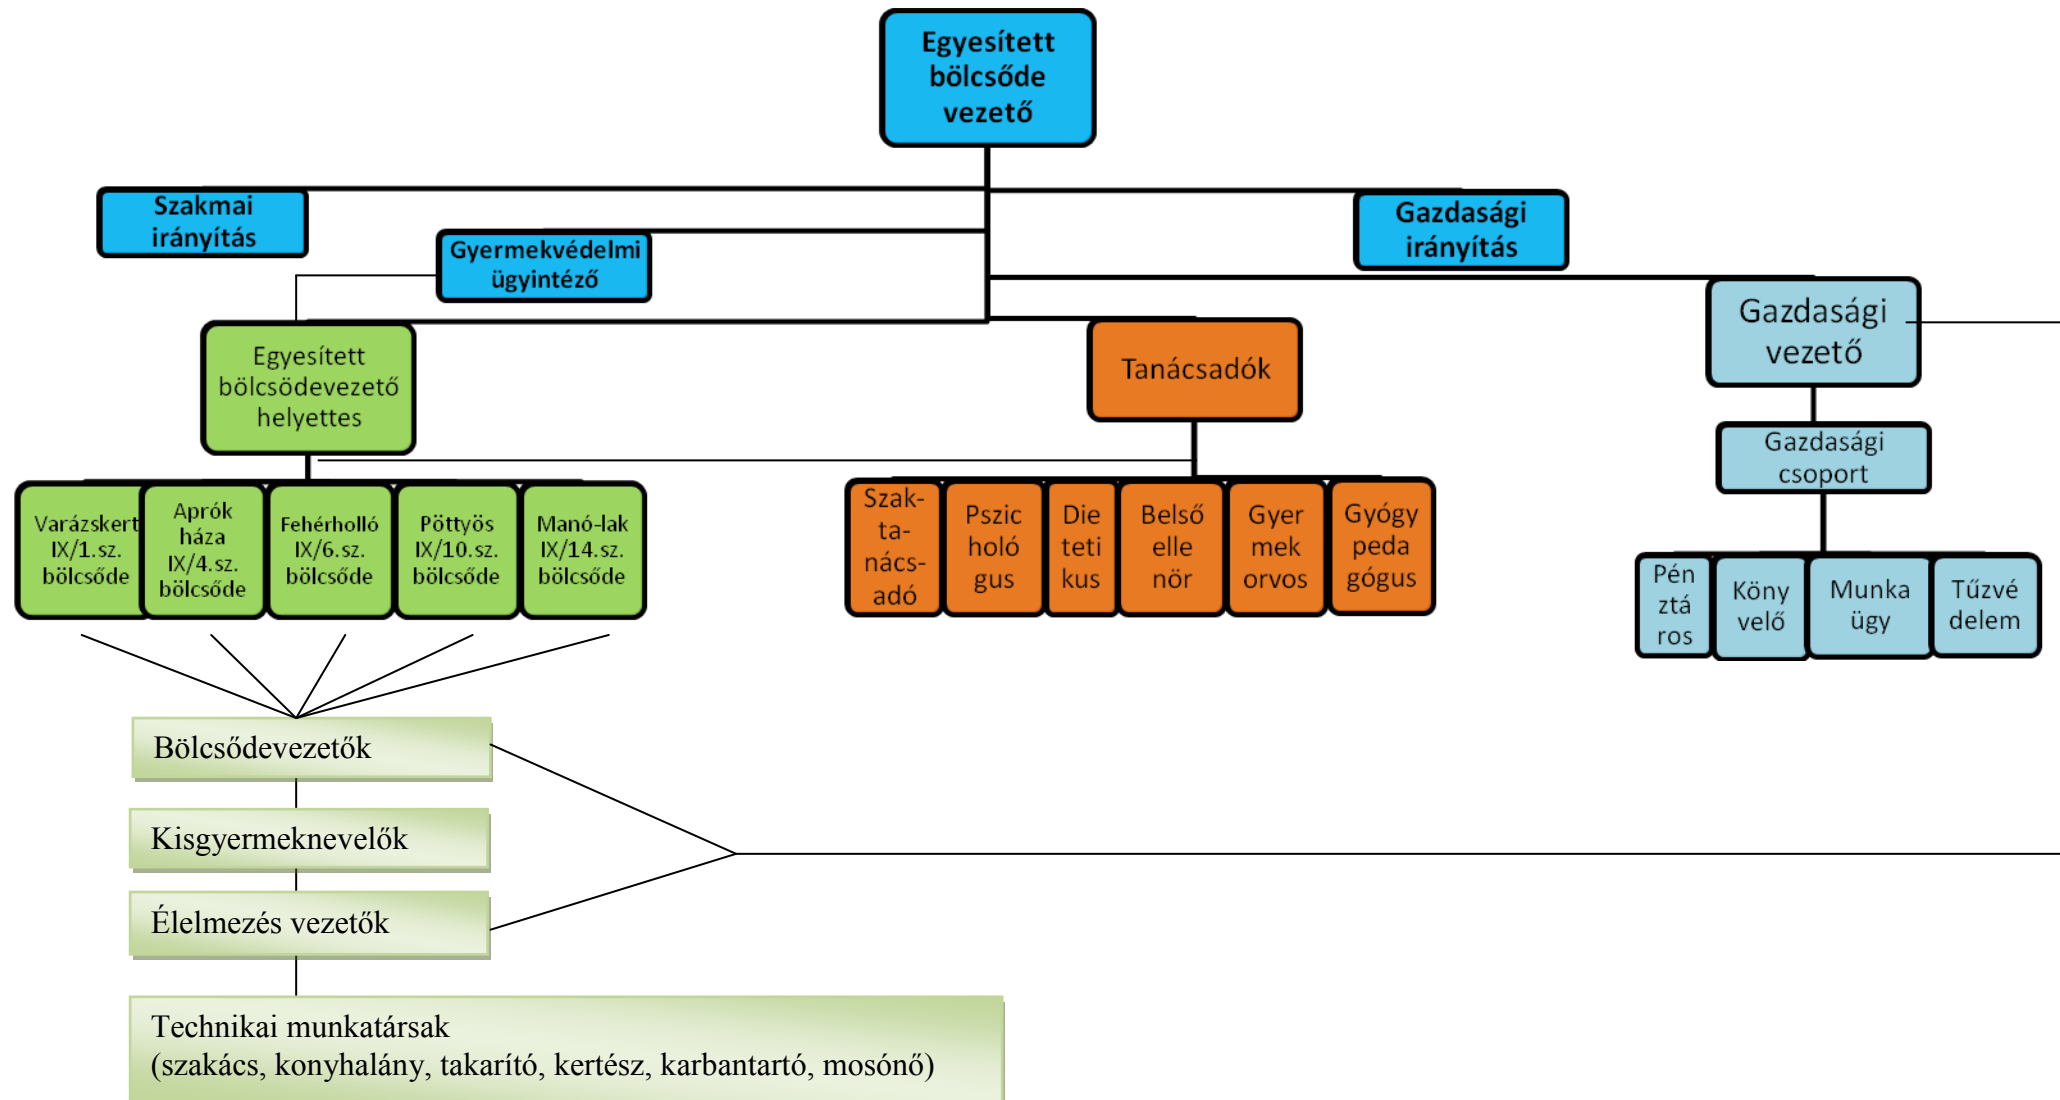 Egyesített
bölcsőde
vezető
Szakmai
irányítás
Gazdasági
irányítás
Gyermekvédelmi
ügyintéző
Egyesített
bölcsödevezető
helyettes
Tanácsadók
Gazdasági
vezető
Gazdasági
csoport
Varázskert
IX/1.sz.
bölcsőde
Aprók
háza
IX/4.sz.
bölcsőde
Fehérholló
IX/6.sz.
bölcsőde
Pöttyös
IX/10.sz.
bölcsőde
Manó-lak
IX/14.sz.
bölcsőde
Szak-
ta-
nács-
adó
Pszic
holó
gus
Die
teti
kus
Belső
elle
nör
Gyer
mek
orvos
Gyógy
peda
gógus
Pén
ztá
ros
Köny
velő
Munka
ügy
Tűzvé
delem
Bölcsődevezetők
Kisgyermeknevelők
Élelmezés vezetők
Technikai munkatársak
(szakács, konyhalány, takarító, kertész, karbantartó, mosónő)